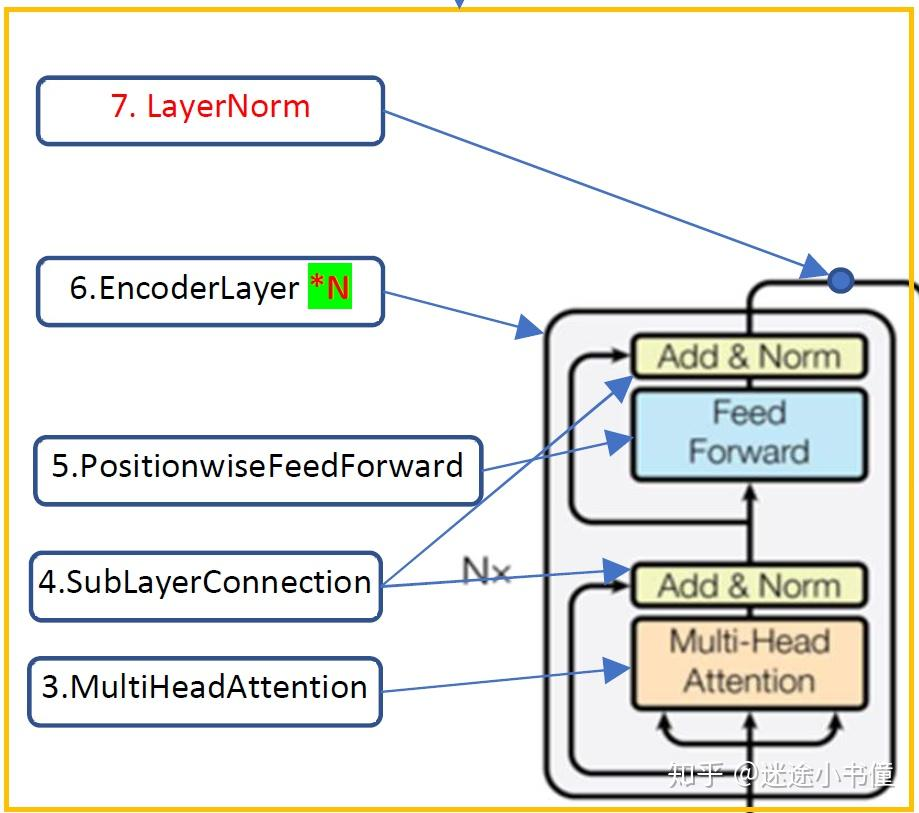 7. LayerNorm
6.EncoderLayer *N
Add & Norm
Feed
Forward
5.PositionwiseFeedForward
4.SubLayerConnection
N×
Add & Norm
Multi-Head
Attention
3.MultiHeadAttention
知乎 @迷途小书僮